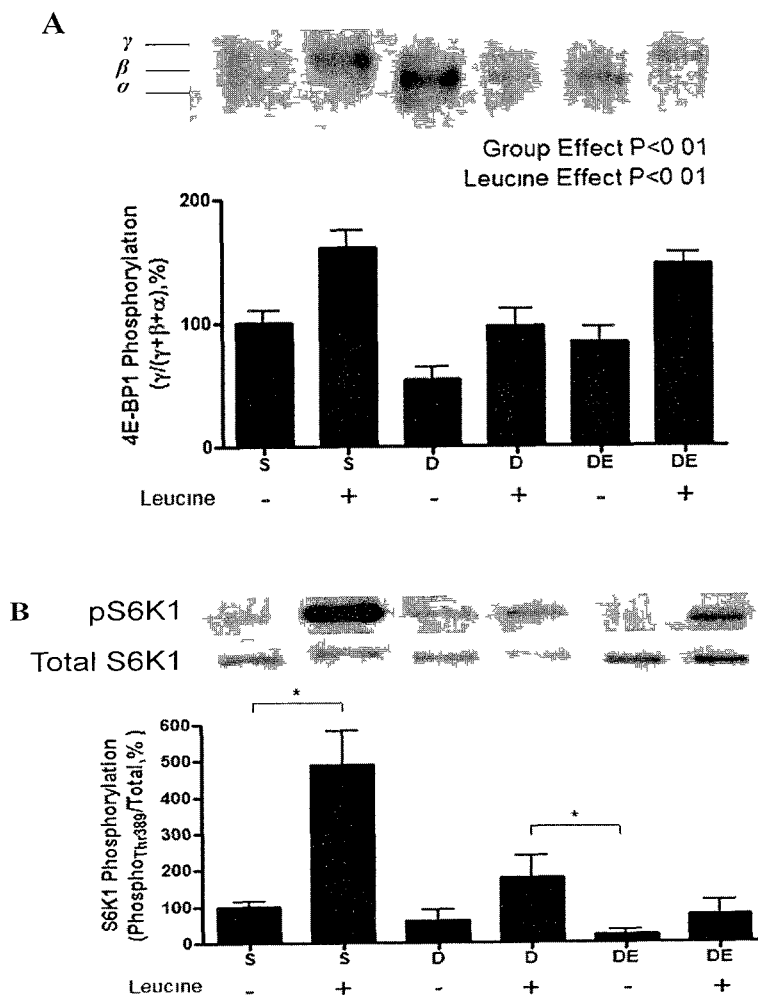 A
γ
β
α
Group Effect P<0 01
Leucine Effect P<0 01
4E-BP1 Phosphorylation
(γ/(γ+β+α),%)
200
100
0
S S D D DE DE
Leucine - + - + - +
B
pS6K1
Total S6K1
* *
S6K1 Phosphorylation
(PhosphoThr389/Total,%)
600
500
400
300
200
100
0
S S D D DE DE
Leucine - + - + - +